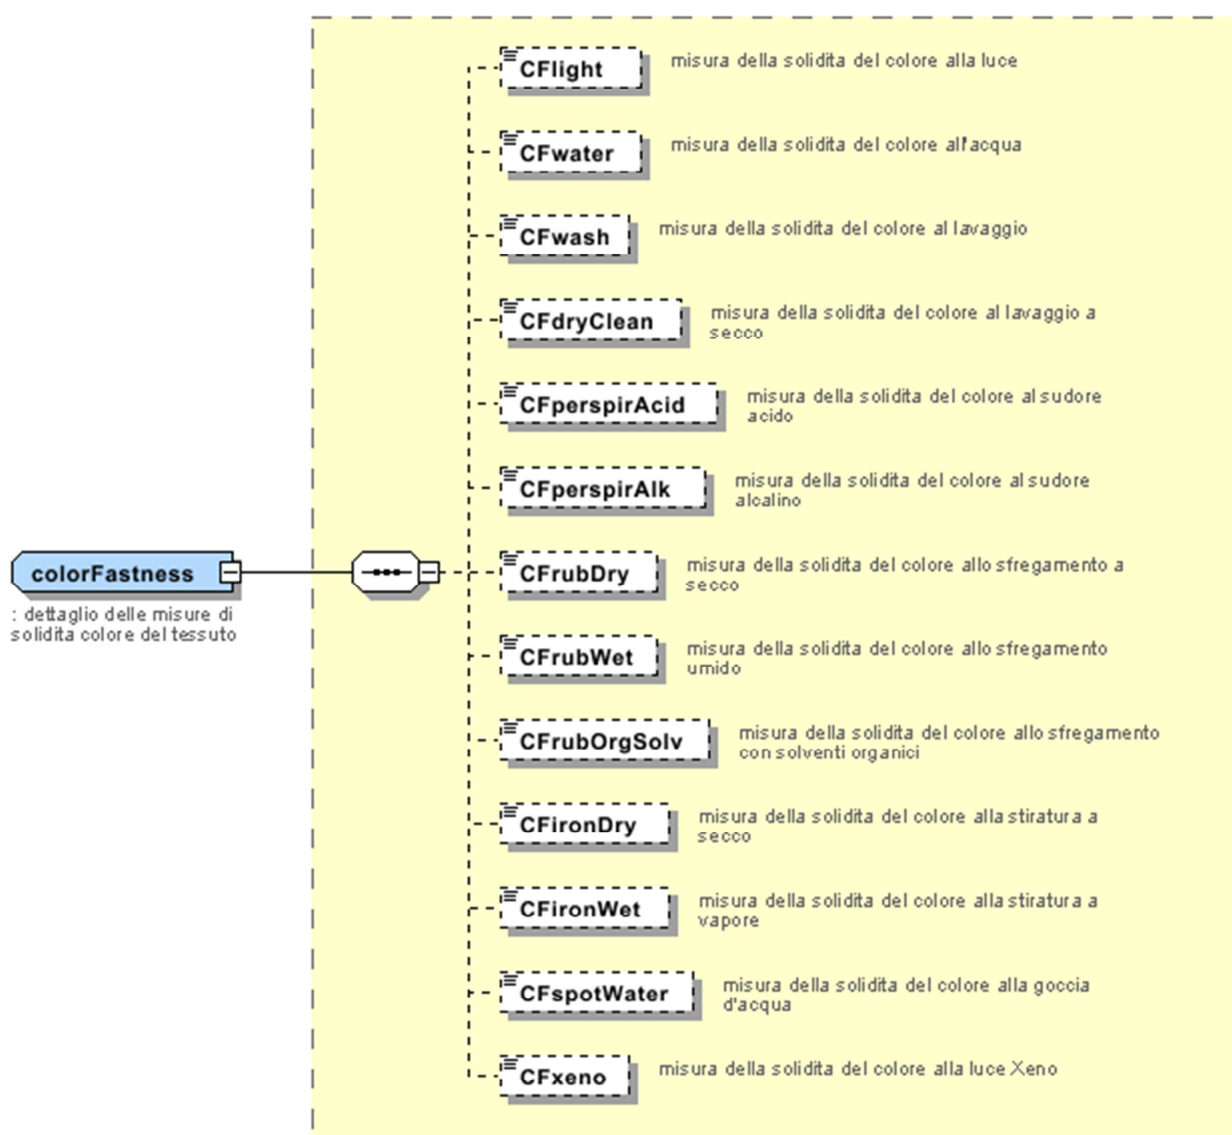 CFlight
misura della solidita del colore alla luce
CFwater
misura della solidita del colore all'acqua
CFwash
misura della solidita del colore al lavaggio
CFdryClean
misura della solidita del colore al lavaggio a
secco
CFperspirAcid
misura della solidita del colore al sudore
acido
CFperspirAlk
misura della solidita del colore al sudore
alcalino
colorFastness
: dettaglio delle misure di
solidita colore del tessuto
CFrubDry
misura della solidita del colore allo sfregamento a
secco
CFrubWet
misura della solidita del colore allo sfregamento
umido
CFrubOrgSolv
misura della solidita del colore allo sfregamento
con solventi organici
CFironDry
misura della solidita del colore alla stiratura a
secco
CFironWet
misura della solidita del colore alla stiratura a
vapore
CFspotWater
misura della solidita del colore alla goccia
d'acqua
CFxeno
misura della solidita del colore alla luce Xeno